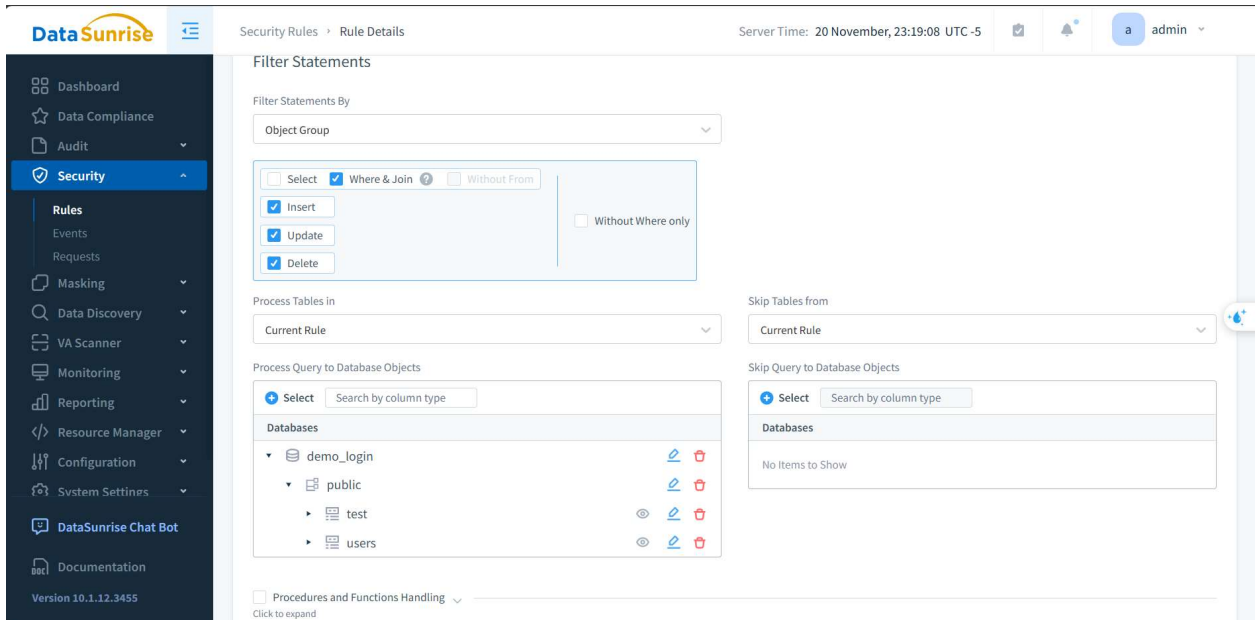 DataSunrise
Security Rules › Rule Details
Server Time: 20 November, 23:19:08 UTC -5
a admin
Dashboard
Data Compliance
Audit
Security
Rules
Events
Requests
Masking
Data Discovery
VA Scanner
Monitoring
Reporting
Resource Manager
Configuration
System Settings
DataSunrise Chat Bot
DOC Documentation
Version 10.1.12.3455
Filter Statements
Filter Statements By
Object Group
Select Where & Join ? Without From
Insert
Update
Delete
Without Where only
Process Tables in
Current Rule
Skip Tables from
Current Rule
Process Query to Database Objects
Select Search by column type
Databases
demo_login
public
test
users
Skip Query to Database Objects
Select Search by column type
Databases
No Items to Show
Procedures and Functions Handling
Click to expand